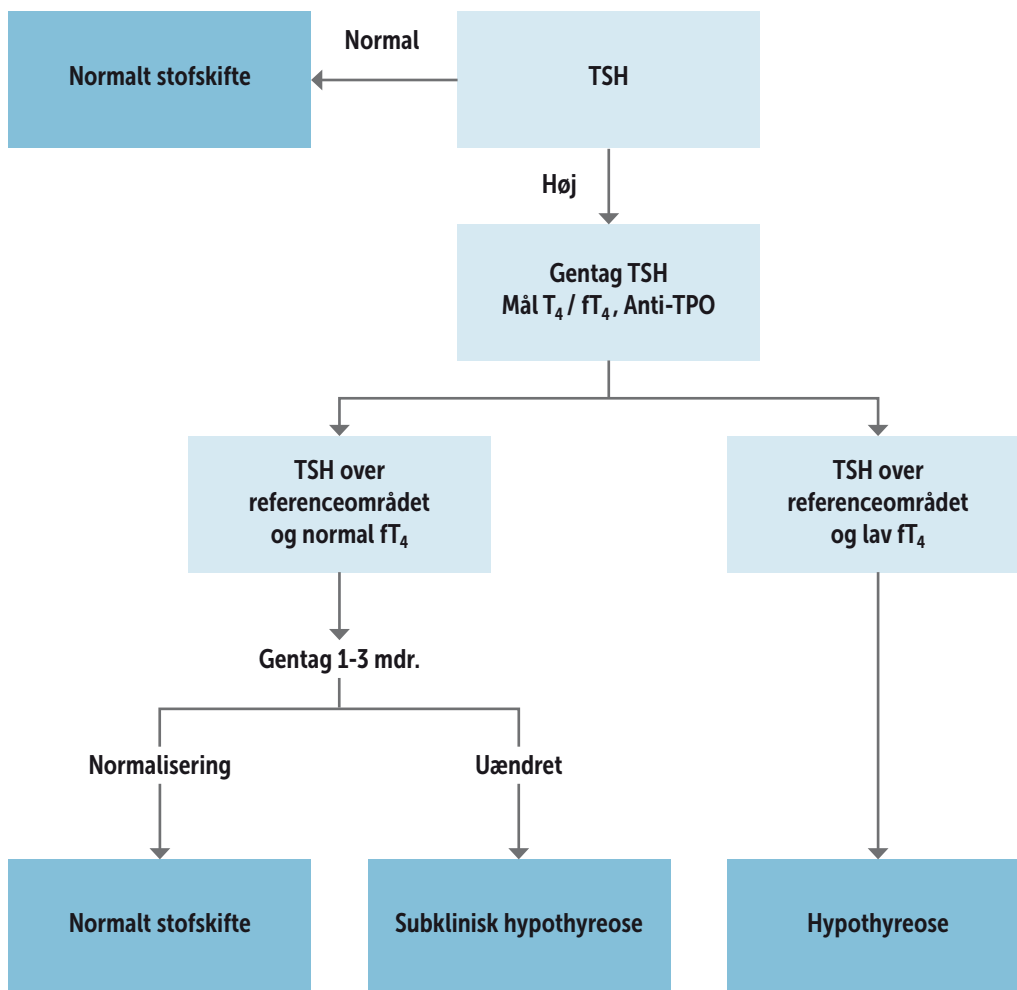 Normal
Normalt stofskifte
TSH
Høj
Gentag TSH
Mål T₄ / fT₄ , Anti-TPO
TSH over
referenceområdet
og normal fT₄
TSH over
referenceområdet
og lav fT₄
Gentag 1-3 mdr.
Normalisering
Uændret
Normalt stofskifte
Subklinisk hypothyreose
Hypothyreose